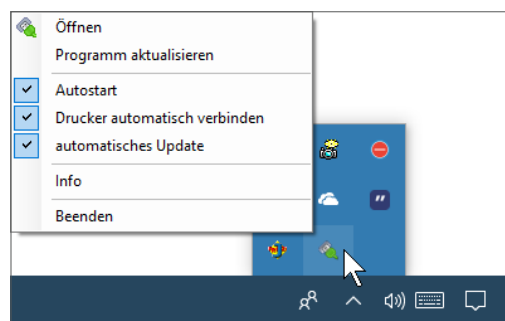 Öffnen
Programm aktualisieren
Autostart
Drucker automatisch verbinden
automatisches Update
Info
Beenden